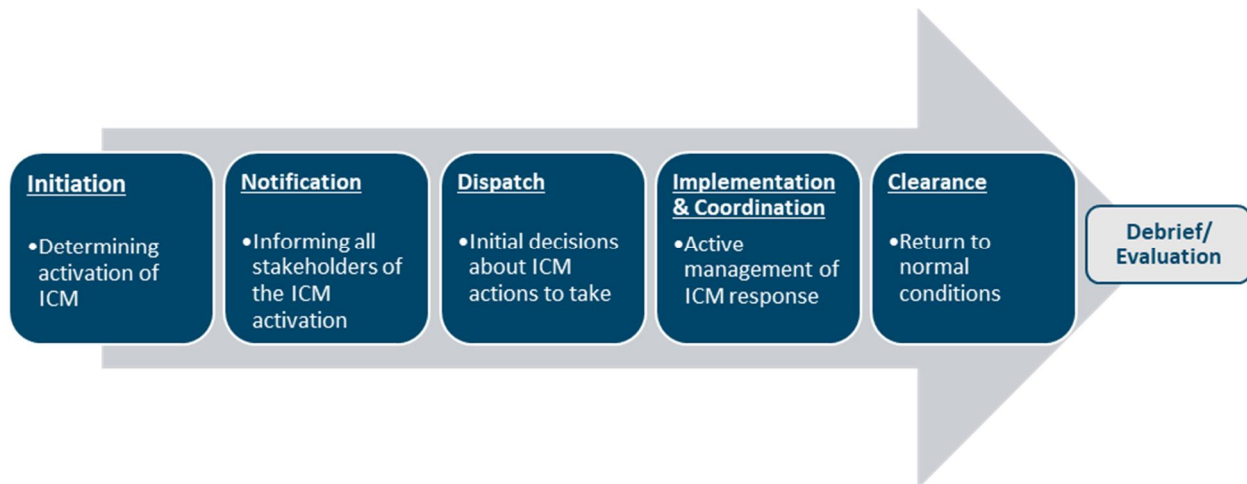 Initiation
•Determining
activation of
ICM
Notification
•Informing all
stakeholders of
the ICM
activation
Dispatch
•Initial decisions
about ICM
actions to take
Implementation
& Coordination
•Active
management of
ICM response
Clearance
•Return to
normal
conditions
Debrief/
Evaluation